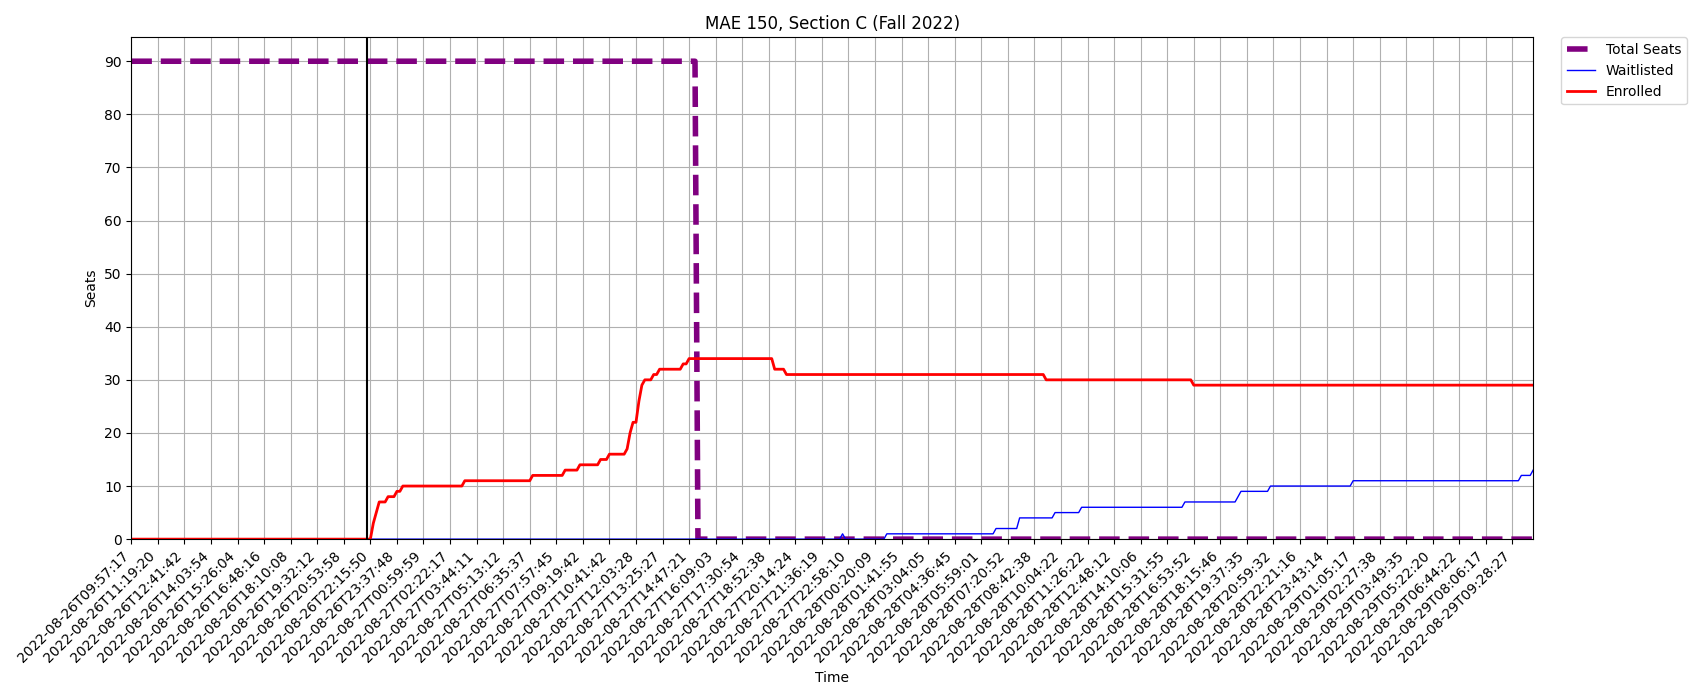 MAE 150, Section C (Fall 2022)
Total Seats
Waitlisted
Enrolled
90
80
70
60
50
40
30
20
10
0
Seats
2022-08-26T09:57:17
2022-08-26T11:19:20
2022-08-26T12:41:42
2022-08-26T14:03:54
2022-08-26T15:26:04
2022-08-26T16:48:16
2022-08-26T18:10:08
2022-08-26T19:32:12
2022-08-26T20:53:58
2022-08-26T22:15:50
2022-08-26T23:37:48
2022-08-27T00:59:59
2022-08-27T02:22:17
2022-08-27T03:44:11
2022-08-27T05:13:12
2022-08-27T06:35:37
2022-08-27T07:57:45
2022-08-27T09:19:42
2022-08-27T10:41:42
2022-08-27T12:03:28
2022-08-27T13:25:27
2022-08-27T14:47:21
2022-08-27T16:09:03
2022-08-27T17:30:54
2022-08-27T18:52:38
2022-08-27T20:14:24
2022-08-27T21:36:19
2022-08-27T22:58:10
2022-08-28T00:20:09
2022-08-28T01:41:55
2022-08-28T03:04:05
2022-08-28T04:36:45
2022-08-28T05:59:01
2022-08-28T07:20:52
2022-08-28T08:42:38
2022-08-28T10:04:22
2022-08-28T11:26:22
2022-08-28T12:48:12
2022-08-28T14:10:06
2022-08-28T15:31:55
2022-08-28T16:53:52
2022-08-28T18:15:46
2022-08-28T19:37:35
2022-08-28T20:59:32
2022-08-28T22:21:16
2022-08-28T23:43:14
2022-08-29T01:05:17
2022-08-29T02:27:38
2022-08-29T03:49:35
2022-08-29T05:22:20
2022-08-29T06:44:22
2022-08-29T08:06:17
2022-08-29T09:28:27
Time